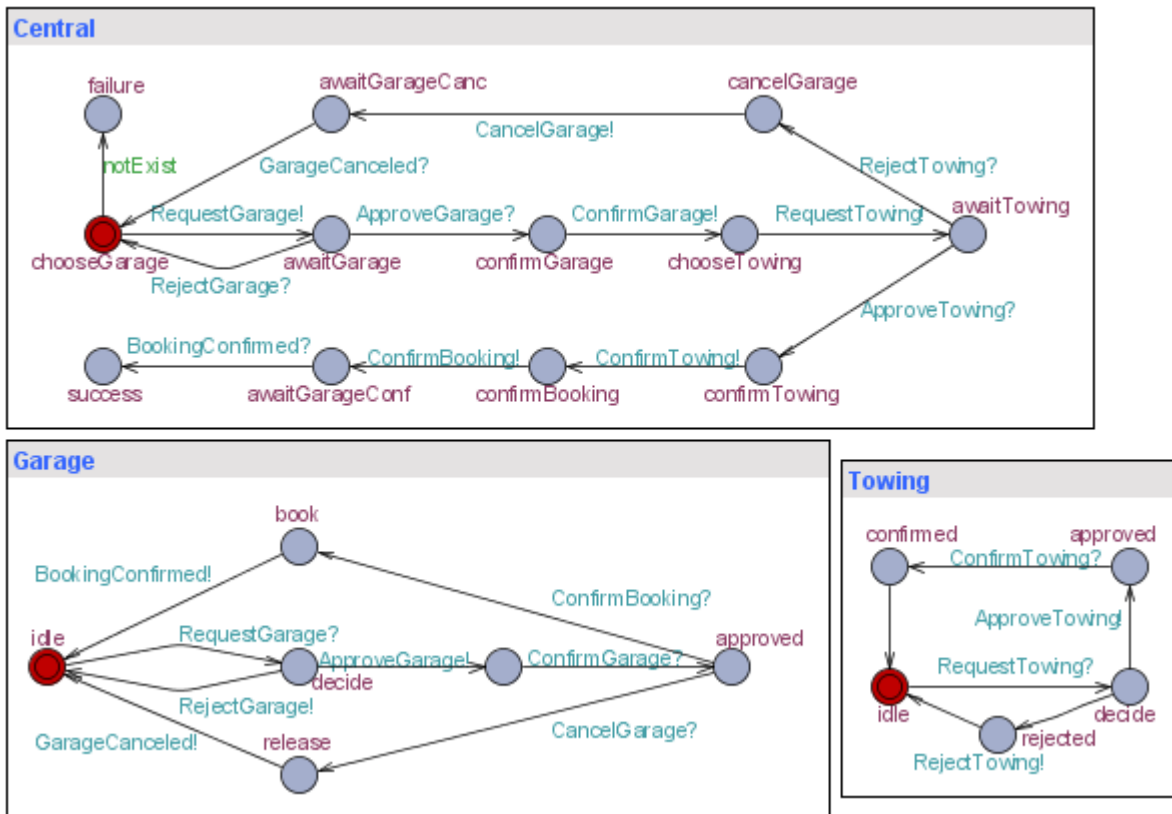 Central
failure
awaitGarageCanc
cancelGarage
CancelGarage!
notExist
GarageCanceled?
RejectTowing?
RequestGarage!
ApproveGarage?
ConfirmGarage!
RequestTowing!
awaitTowing
chooseGarage
awaitGarage
confirmGarage
chooseTowing
RejectGarage?
ApproveTowing?
BookingConfirmed?
ConfirmBooking!
ConfirmTowing!
success
awaitGarageConf
confirmBooking
confirmTowing
Garage
book
BookingConfirmed!
ConfirmBooking?
idle
RequestGarage?
approved
ApproveGarage!
ConfirmGarage?
decide
RejectGarage!
CancelGarage?
GarageCanceled!
release
Towing
confirmed
approved
ConfirmTowing?
ApproveTowing!
RequestTowing?
idle
decide
rejected
RejectTowing!